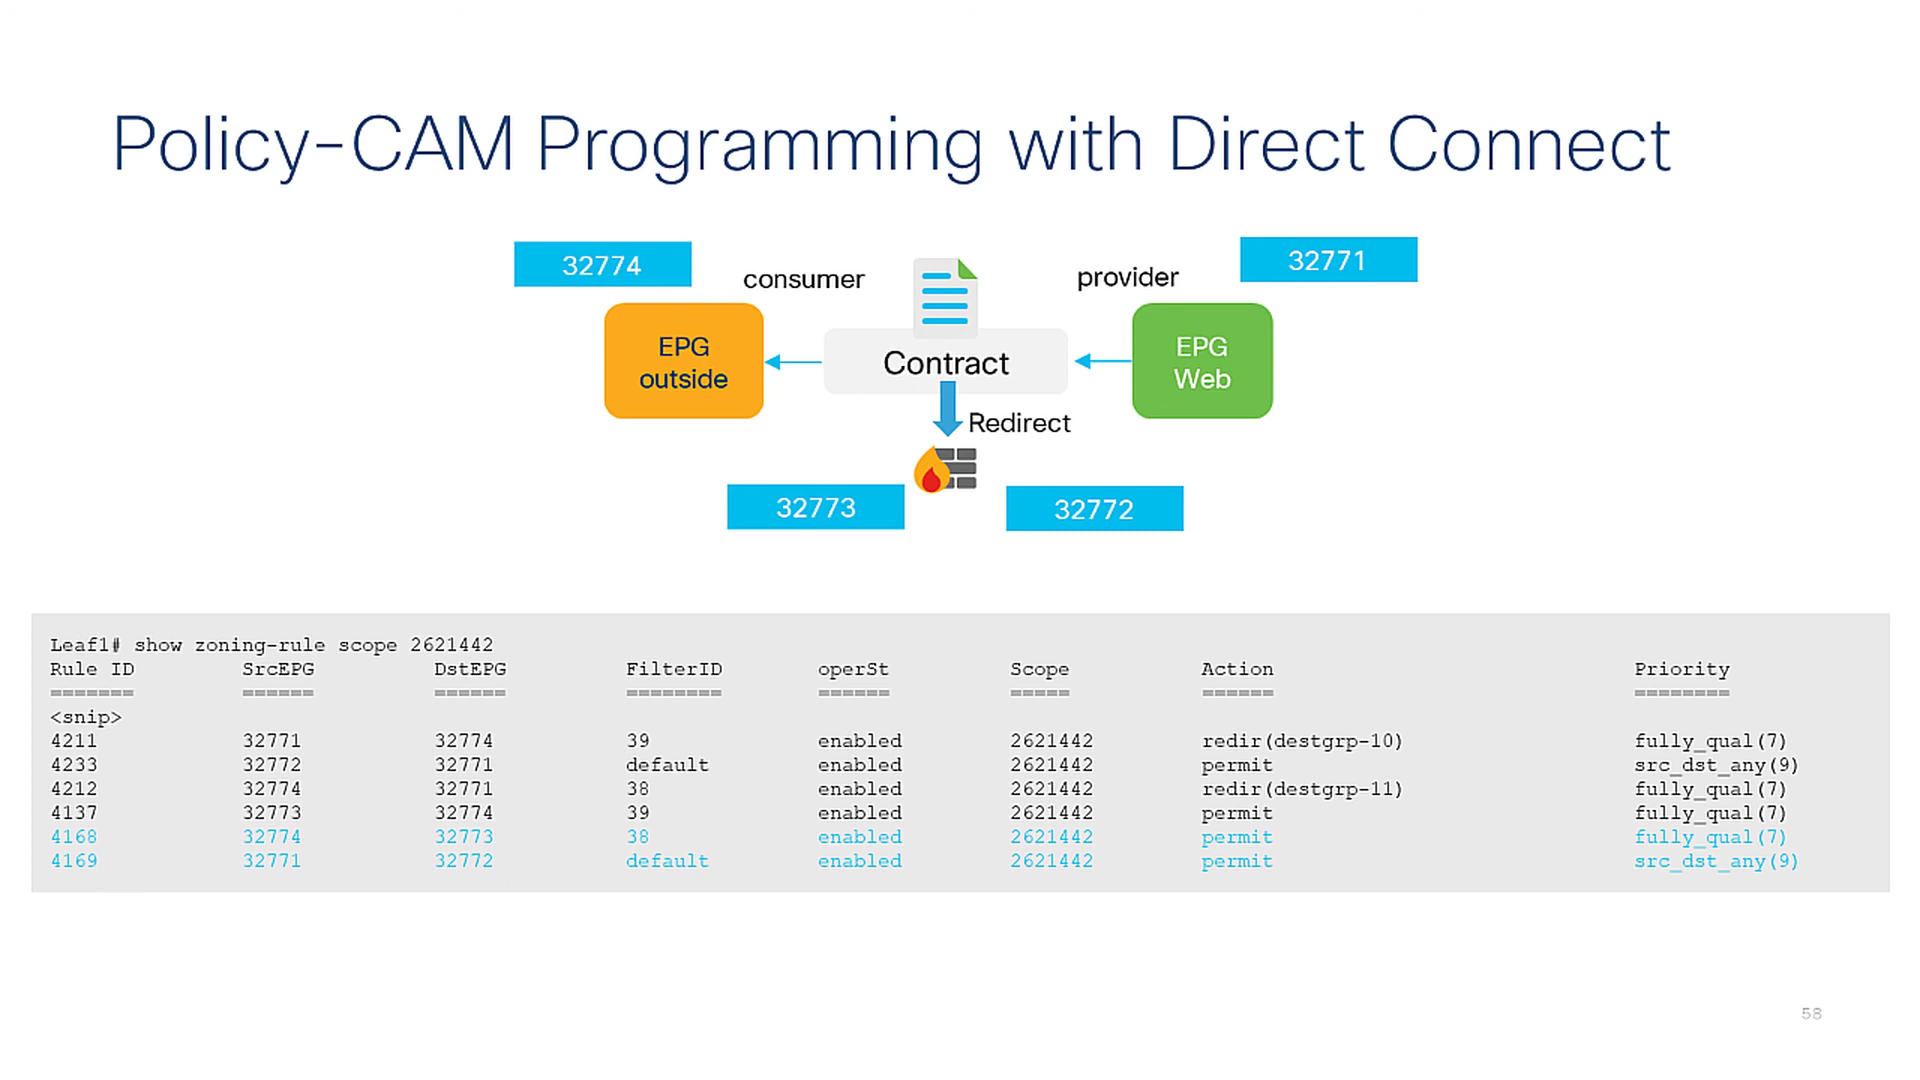 Policy-CAM Programming with Direct Connect
32774
consumer
provider
32771
EPG
outside
Contract
EPG
Web
Redirect
32773
32772
Leaf1# show zoning-rule scope 2621442
Rule ID SrcEPG DstEPG FilterID operSt Scope Action Priority
======= ====== ====== ======== ====== ===== ====== ========
<snip>
4211 32771 32774 39 enabled 2621442 redir(destgrp-10) fully_qual(7)
4233 32772 32771 default enabled 2621442 permit src_dst_any(9)
4212 32774 32771 38 enabled 2621442 redir(destgrp-11) fully_qual(7)
4137 32773 32774 39 enabled 2621442 permit fully_qual(7)
4168 32774 32773 38 enabled 2621442 permit fully_qual(7)
4169 32771 32772 default enabled 2621442 permit src_dst_any(9)
58